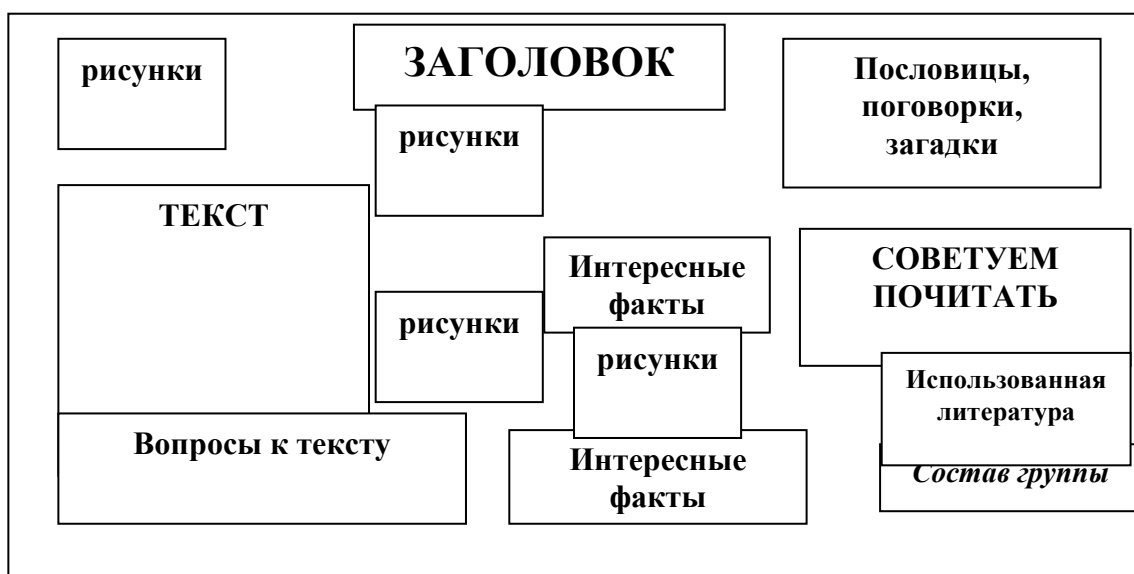 рисунки
ЗАГОЛОВОК
Пословицы,
поговорки,
загадки
рисунки
ТЕКСТ
Интересные
факты
СОВЕТУЕМ
ПОЧИТАТЬ
рисунки
рисунки
Использованная
литература
Вопросы к тексту
Интересные
факты
Состав группы